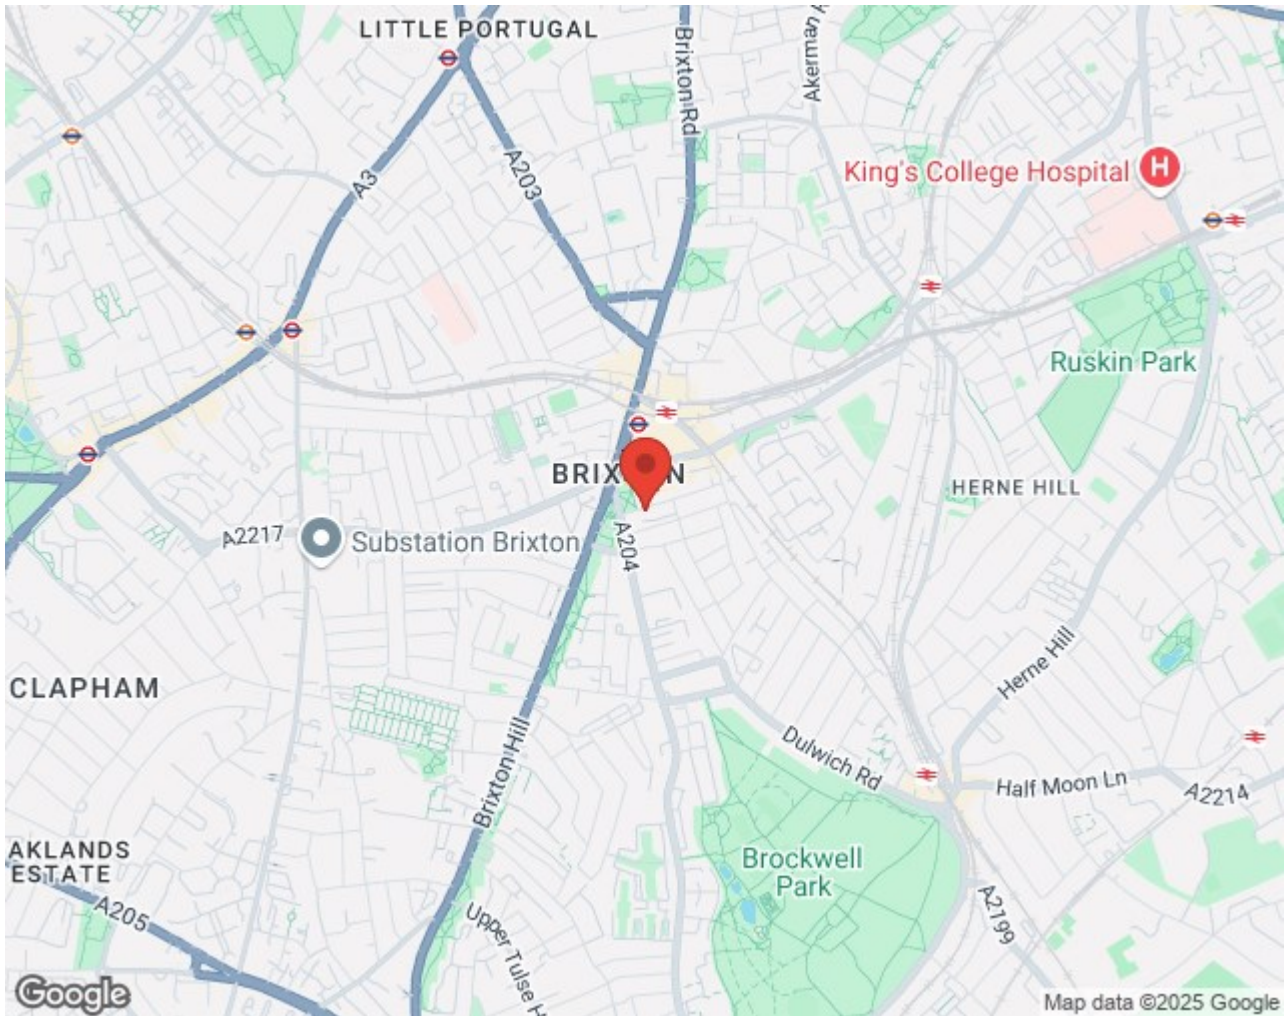 LITTLE PORTUGAL
Brixton Rd
Akerman R
A3
A203
King's College Hospital
H
Ruskin Park
BRIXTON
HERNE HILL
A2217
Substation Brixton
A204
Herne Hill
CLAPHAM
Brixton Hill
Dulwich Rd
Half Moon Ln
A2214
AKLANDS
ESTATE
Brockwell
Park
A205
Upper Tulse H
A2199
Google
Map data ©2025 Google